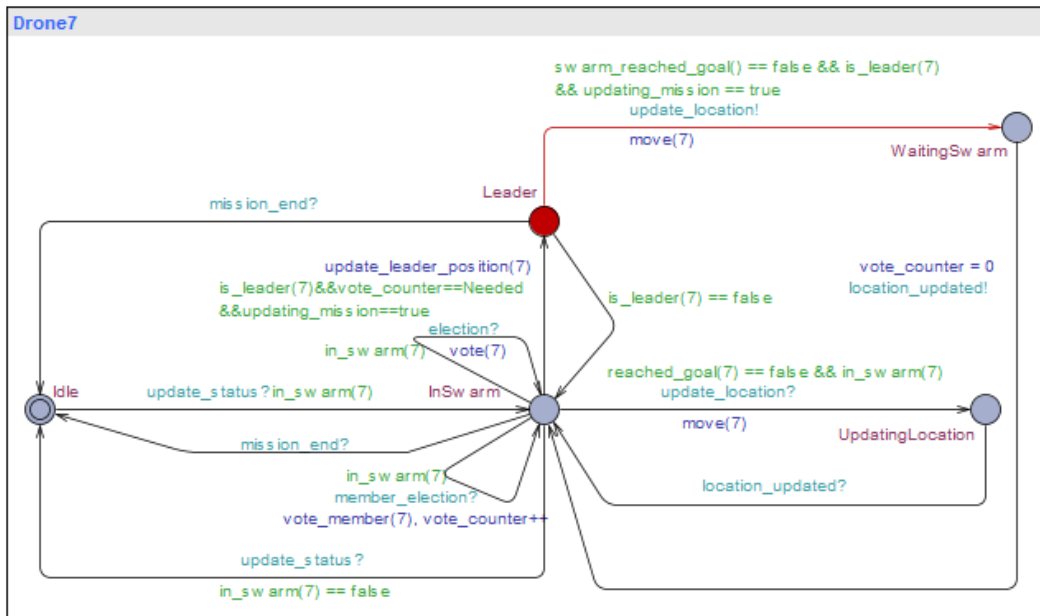 Drone7
swarm_reached_goal() == false && is_leader(7)
&& updating_mission == true
update_location!
move(7)
WaitingSwarm
Leader
mission_end?
update_leader_position(7)
is_leader(7)&&vote_counter==Needed
&&updating_mission==true
vote_counter = 0
location_updated!
is_leader(7) == false
election?
in_swarm(7)
vote(7)
reached_goal(7) == false && in_swarm(7)
Idle
update_status?
in_swarm(7)
InSwarm
update_location?
move(7)
UpdatingLocation
mission_end?
in_swarm(7)
member_election?
vote_member(7), vote_counter++
location_updated?
update_status?
in_swarm(7) == false